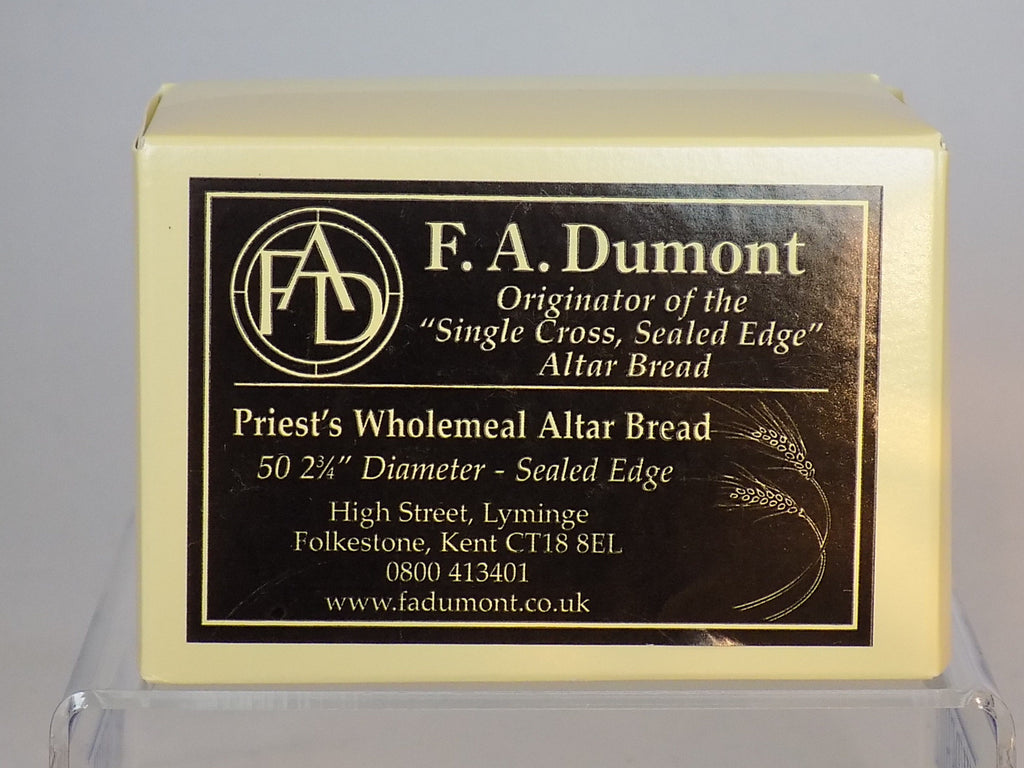 FAD
F. A. Dumont
Originator of the
“Single Cross, Sealed Edge”
Altar Bread
Priest's Wholemeal Altar Bread
50 2¾” Diameter - Sealed Edge
High Street, Lyminge
Folkestone, Kent CT18 8EL
0800 413401
www.fadumont.co.uk